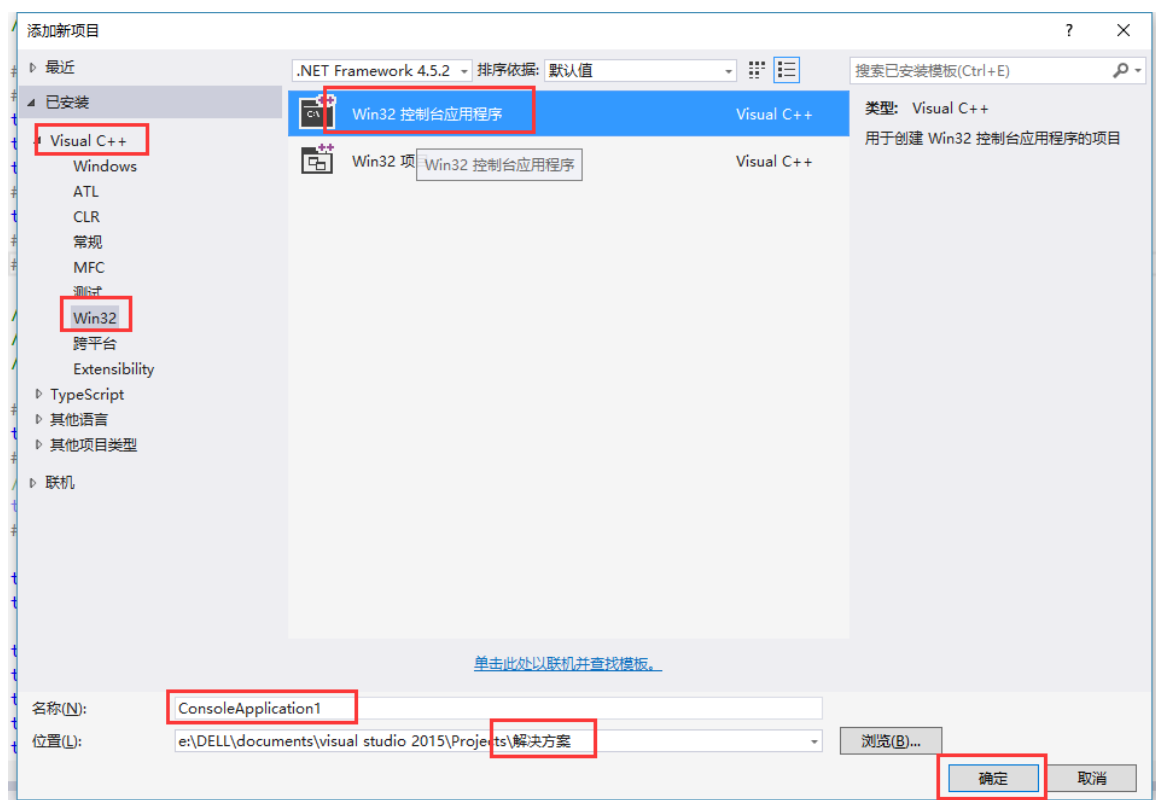 添加新项目
? ×
最近
.NET Framework 4.5.2 排序依据: 默认值
搜索已安装模板(Ctrl+E)
已安装
Visual C++
Windows
ATL
CLR
常规
MFC
测试
Win32
跨平台
Extensibility
TypeScript
其他语言
其他项目类型
联机
Win32 控制台应用程序 Visual C++
Win32 项 Visual C++
Win32 控制台应用程序
类型: Visual C++
用于创建 Win32 控制台应用程序的项目
单击此处以联机并查找模板。
名称(N): ConsoleApplication1
位置(L): e:\DELL\documents\visual studio 2015\Projects\解决方案 浏览(B)...
确定 取消